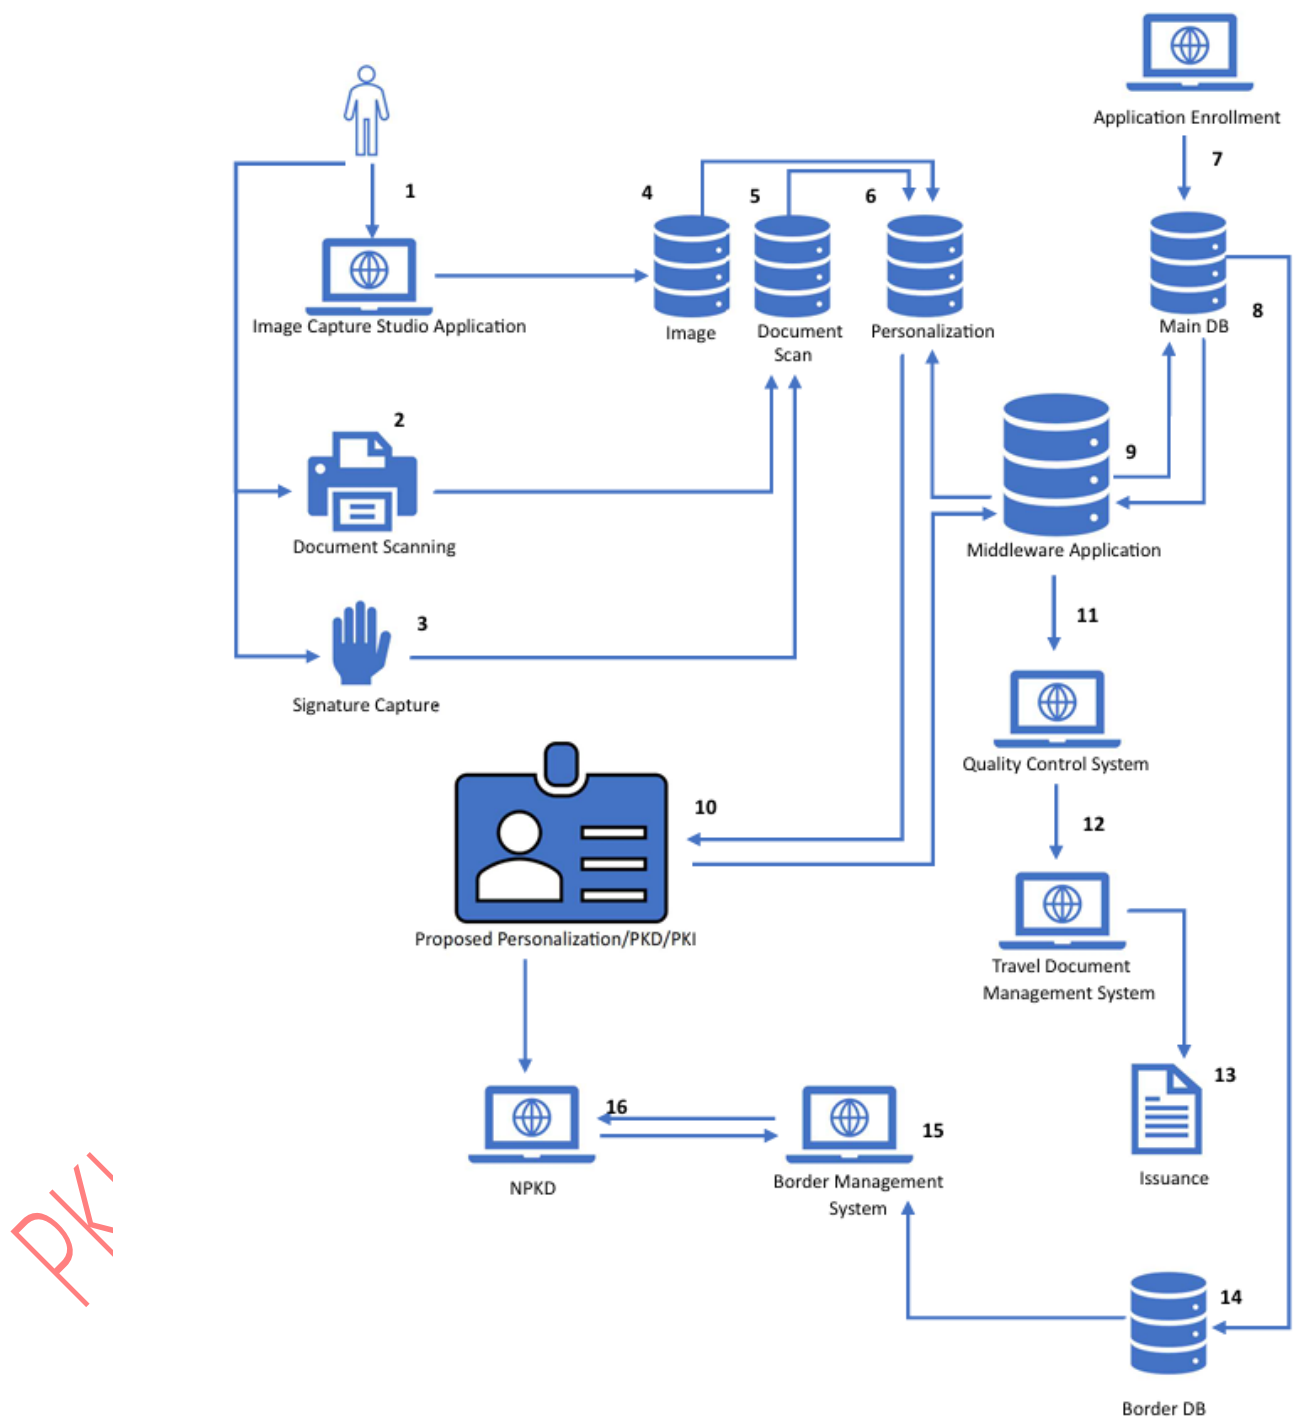 Application Enrollment
7
1
4
5
6
Image Capture Studio Application
Image
Document
Scan
Personalization
Main DB
8
2
9
Document Scanning
Middleware Application
3
11
Signature Capture
Quality Control System
10
12
Proposed Personalization/PKD/PKI
Travel Document
Management System
13
16
15
Issuance
NPKD
Border Management
System
PKI
14
Border DB